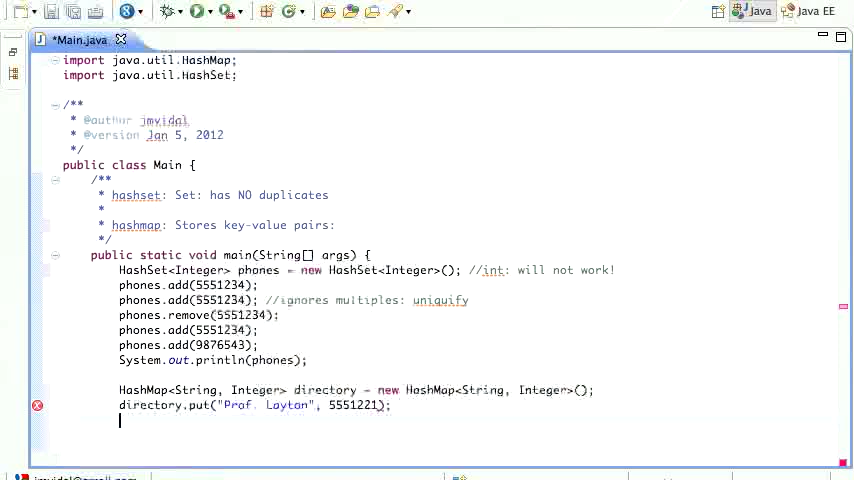 Java
Java EE
*Main.java
import java.util.HashMap;
import java.util.HashSet;
/**
* @author jmvidal
* @version Jan 5, 2012
*/
public class Main {
/**
* hashset: Set: has NO duplicates
*
* hashmap: Stores key-value pairs:
*/
public static void main(String[] args) {
HashSet<Integer> phones = new HashSet<Integer>(); //int: will not work!
phones.add(5551234);
phones.add(5551234); //ignores multiples: uniquify
phones.remove(5551234);
phones.add(5551234);
phones.add(9876543);
System.out.println(phones);
HashMap<String, Integer> directory = new HashMap<String, Integer>();
directory.put("Prof. Laytan", 5551221);